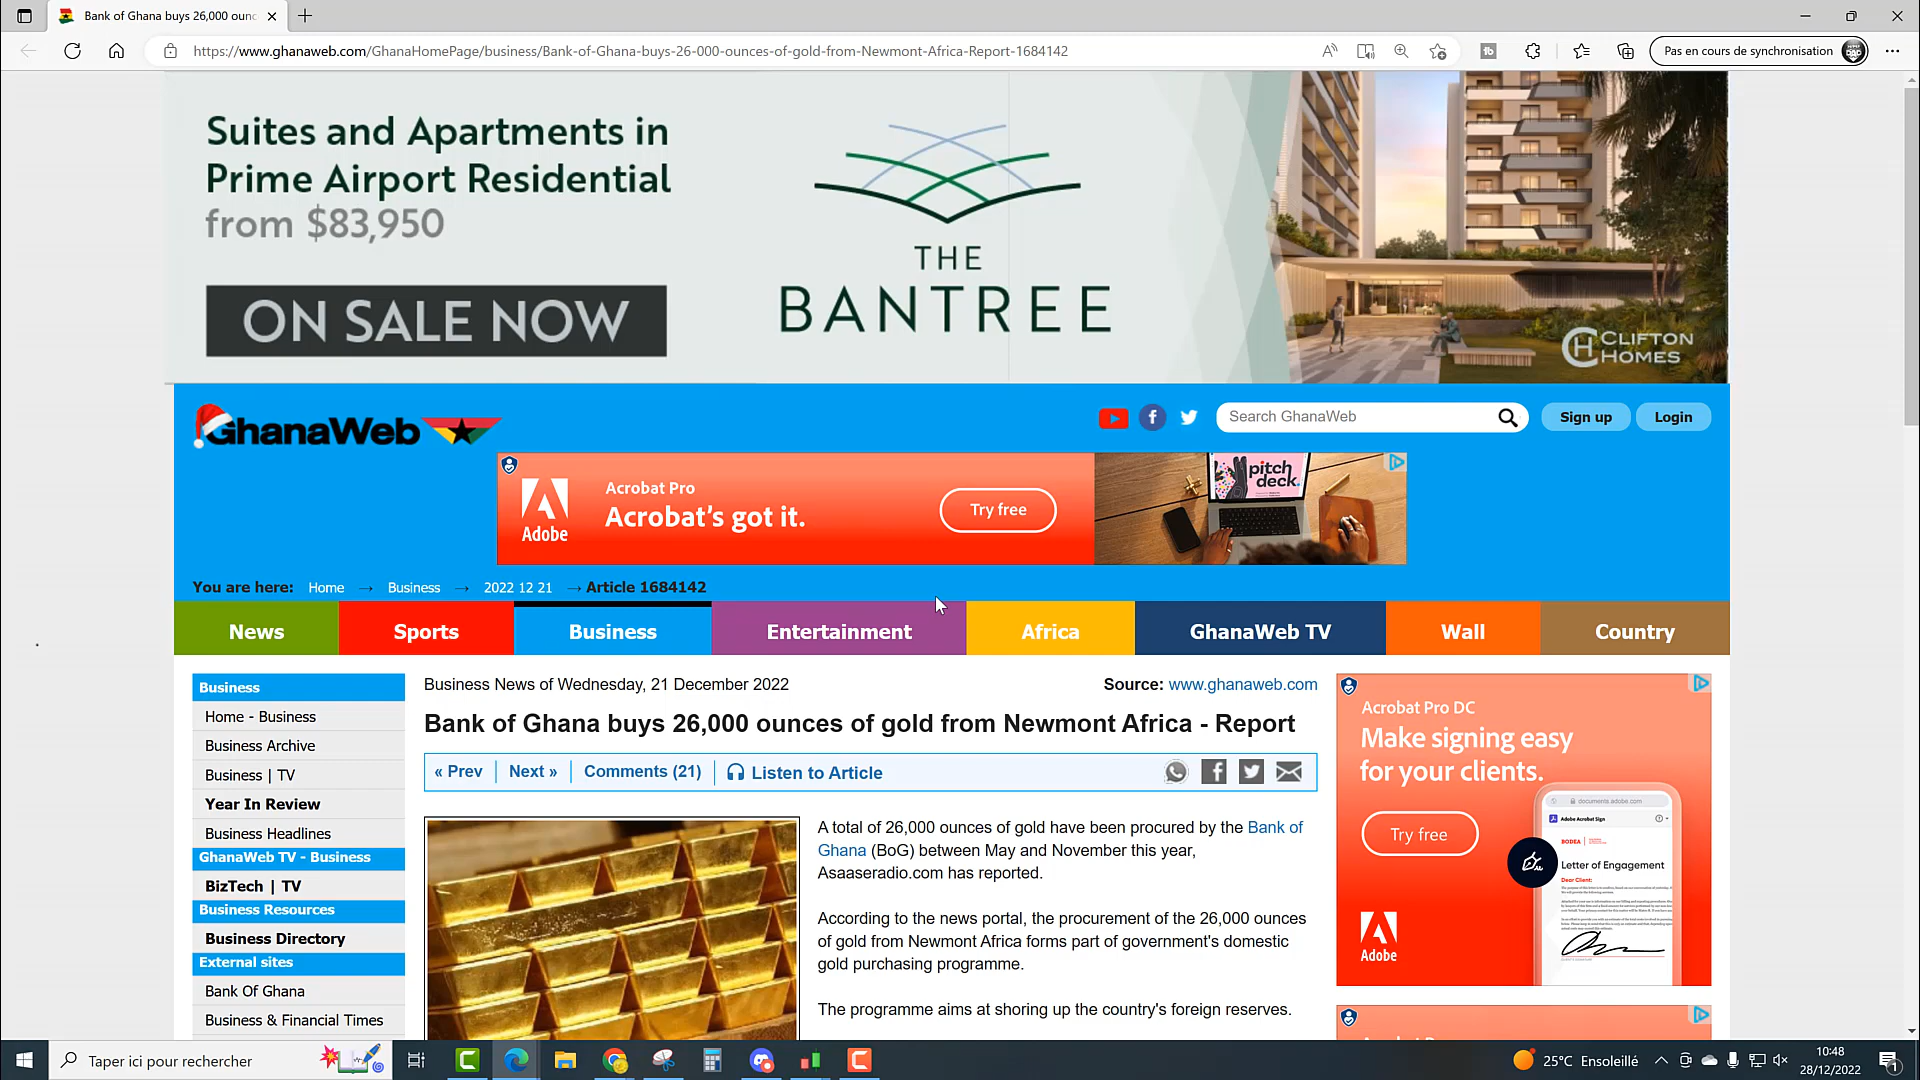 Bank of Ghana buys 26,000 ounc
https://www.ghanaweb.com/GhanaHomePage/business/Bank-of-Ghana-buys-26-000-ounces-of-gold-from-Newmont-Africa-Report-1684142
Pas en cours de synchronisation
Suites and Apartments in
Prime Airport Residential
from $83,950
ON SALE NOW
THE
BANTREE
CLIFTON
HOMES
GhanaWeb
Search GhanaWeb
Sign up
Login
Adobe
Acrobat Pro
Acrobat's got it.
Try free
pitch
deck.
You are here: Home → Business → 2022 12 21 → Article 1684142
News
Sports
Business
Entertainment
Africa
GhanaWeb TV
Wall
Country
Business
Home - Business
Business Archive
Business | TV
Year In Review
Business Headlines
GhanaWeb TV - Business
BizTech | TV
Business Resources
Business Directory
External sites
Bank Of Ghana
Business & Financial Times
Business News of Wednesday, 21 December 2022
Source: www.ghanaweb.com
Bank of Ghana buys 26,000 ounces of gold from Newmont Africa - Report
« Prev
Next »
Comments (21)
Listen to Article
A total of 26,000 ounces of gold have been procured by the Bank of
Ghana (BoG) between May and November this year,
Asaaseradio.com has reported.
According to the news portal, the procurement of the 26,000 ounces
of gold from Newmont Africa forms part of government's domestic
gold purchasing programme.
The programme aims at shoring up the country's foreign reserves.
Acrobat Pro DC
Make signing easy
for your clients.
Try free
Adobe
documents.adobe.com
Adobe Acrobat Sign
BODEA
Letter of Engagement
Dear Client:
Taper ici pour rechercher
25°C Ensoleillé
10:48
28/12/2022
1